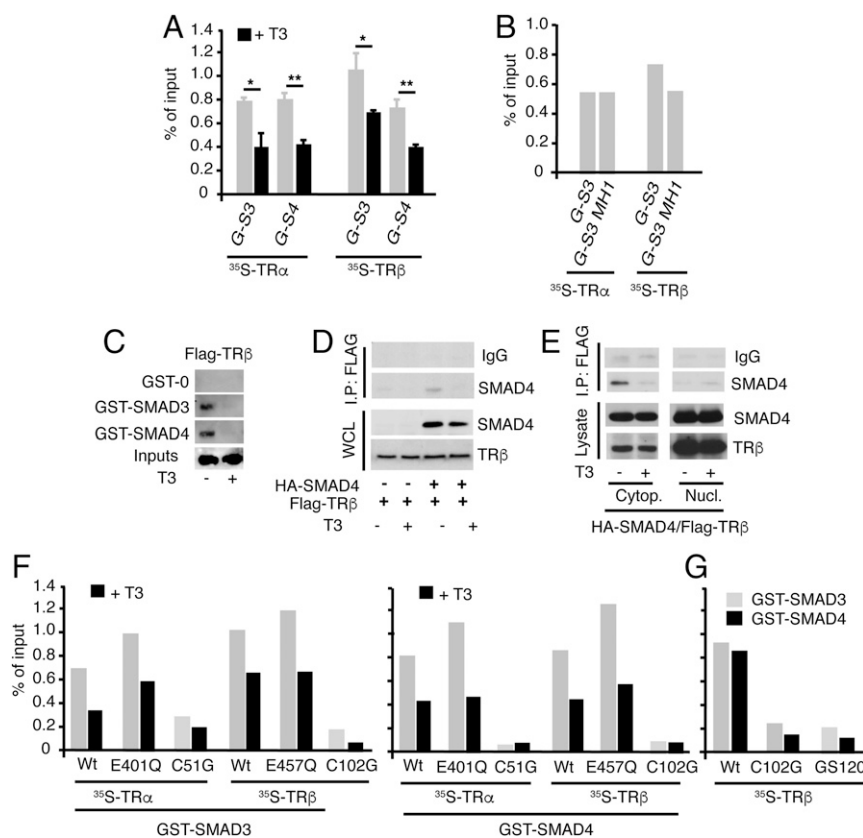 A
+ T3
% of input
1.4
1.2
1.0
0.8
0.6
0.4
0.2
0
*
**
*
**
G-S3
G-S4
G-S3
G-S4
³⁵S-TRα
³⁵S-TRβ
B
% of input
1.0
0.8
0.6
0.4
0.2
0
G-S3
G-S3 MH1
G-S3
G-S3 MH1
³⁵S-TRα
³⁵S-TRβ
C
Flag-TRβ
GST-0
GST-SMAD3
GST-SMAD4
Inputs
T3 - +
D
I.P: FLAG
IgG
SMAD4
WCL
SMAD4
TRβ
HA-SMAD4 - - + +
Flag-TRβ + + + +
T3 - + - +
E
I.P: FLAG
IgG
SMAD4
Lysate
SMAD4
TRβ
T3 - + - +
Cytop. Nucl.
HA-SMAD4/Flag-TRβ
F
+ T3
% of input
1.4
1.2
1.0
0.8
0.6
0.4
0.2
0
Wt E401Q C51G Wt E457Q C102G
³⁵S-TRα ³⁵S-TRβ
GST-SMAD3
+ T3
Wt E401Q C51G Wt E457Q C102G
³⁵S-TRα ³⁵S-TRβ
GST-SMAD4
G
GST-SMAD3
GST-SMAD4
Wt C102G GS120
³⁵S-TRβ